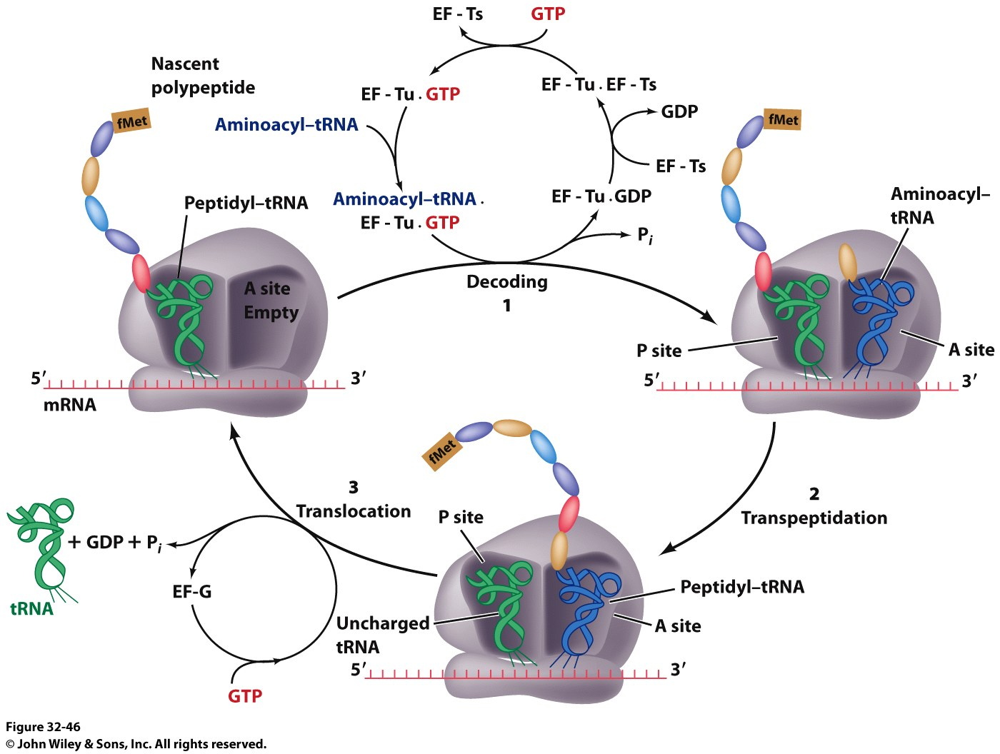 EF - Ts
GTP
Nascent
polypeptide
fMet
EF - Tu . GTP
EF - Tu . EF - Ts
GDP
Aminoacyl–tRNA
EF - Ts
fMet
Peptidyl–tRNA
Aminoacyl–tRNA .
EF - Tu . GTP
EF - Tu . GDP
Pi
Aminoacyl–
tRNA
A site
Empty
Decoding
1
P site
A site
5′
3′
mRNA
5′
3′
fMet
3
Translocation
P site
2
Transpeptidation
+ GDP + Pi
tRNA
EF-G
Peptidyl–tRNA
Uncharged
tRNA
A site
5′
3′
GTP
Figure 32-46
© John Wiley & Sons, Inc. All rights reserved.